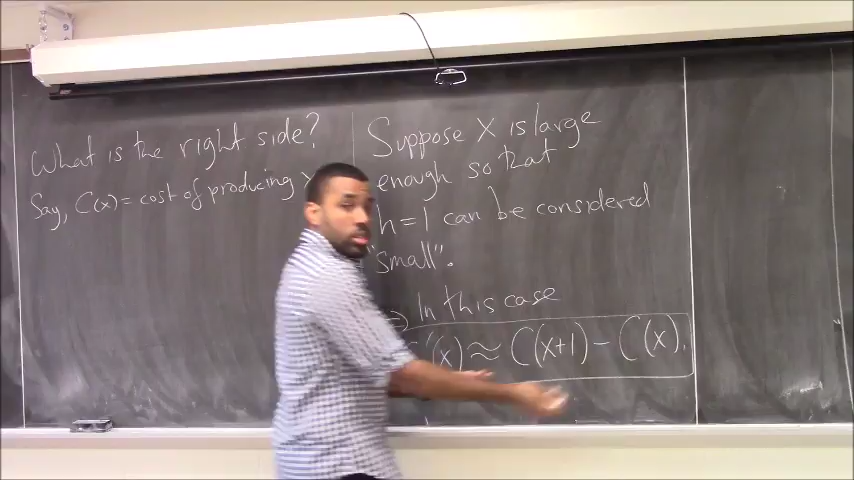 What is the right side?
Say, C(x) = cost of producing
Suppose X is large
enough so that
h=1 can be considered
"small".
⇒ In this case
'(x) ≈ C(x+1) - C(x).